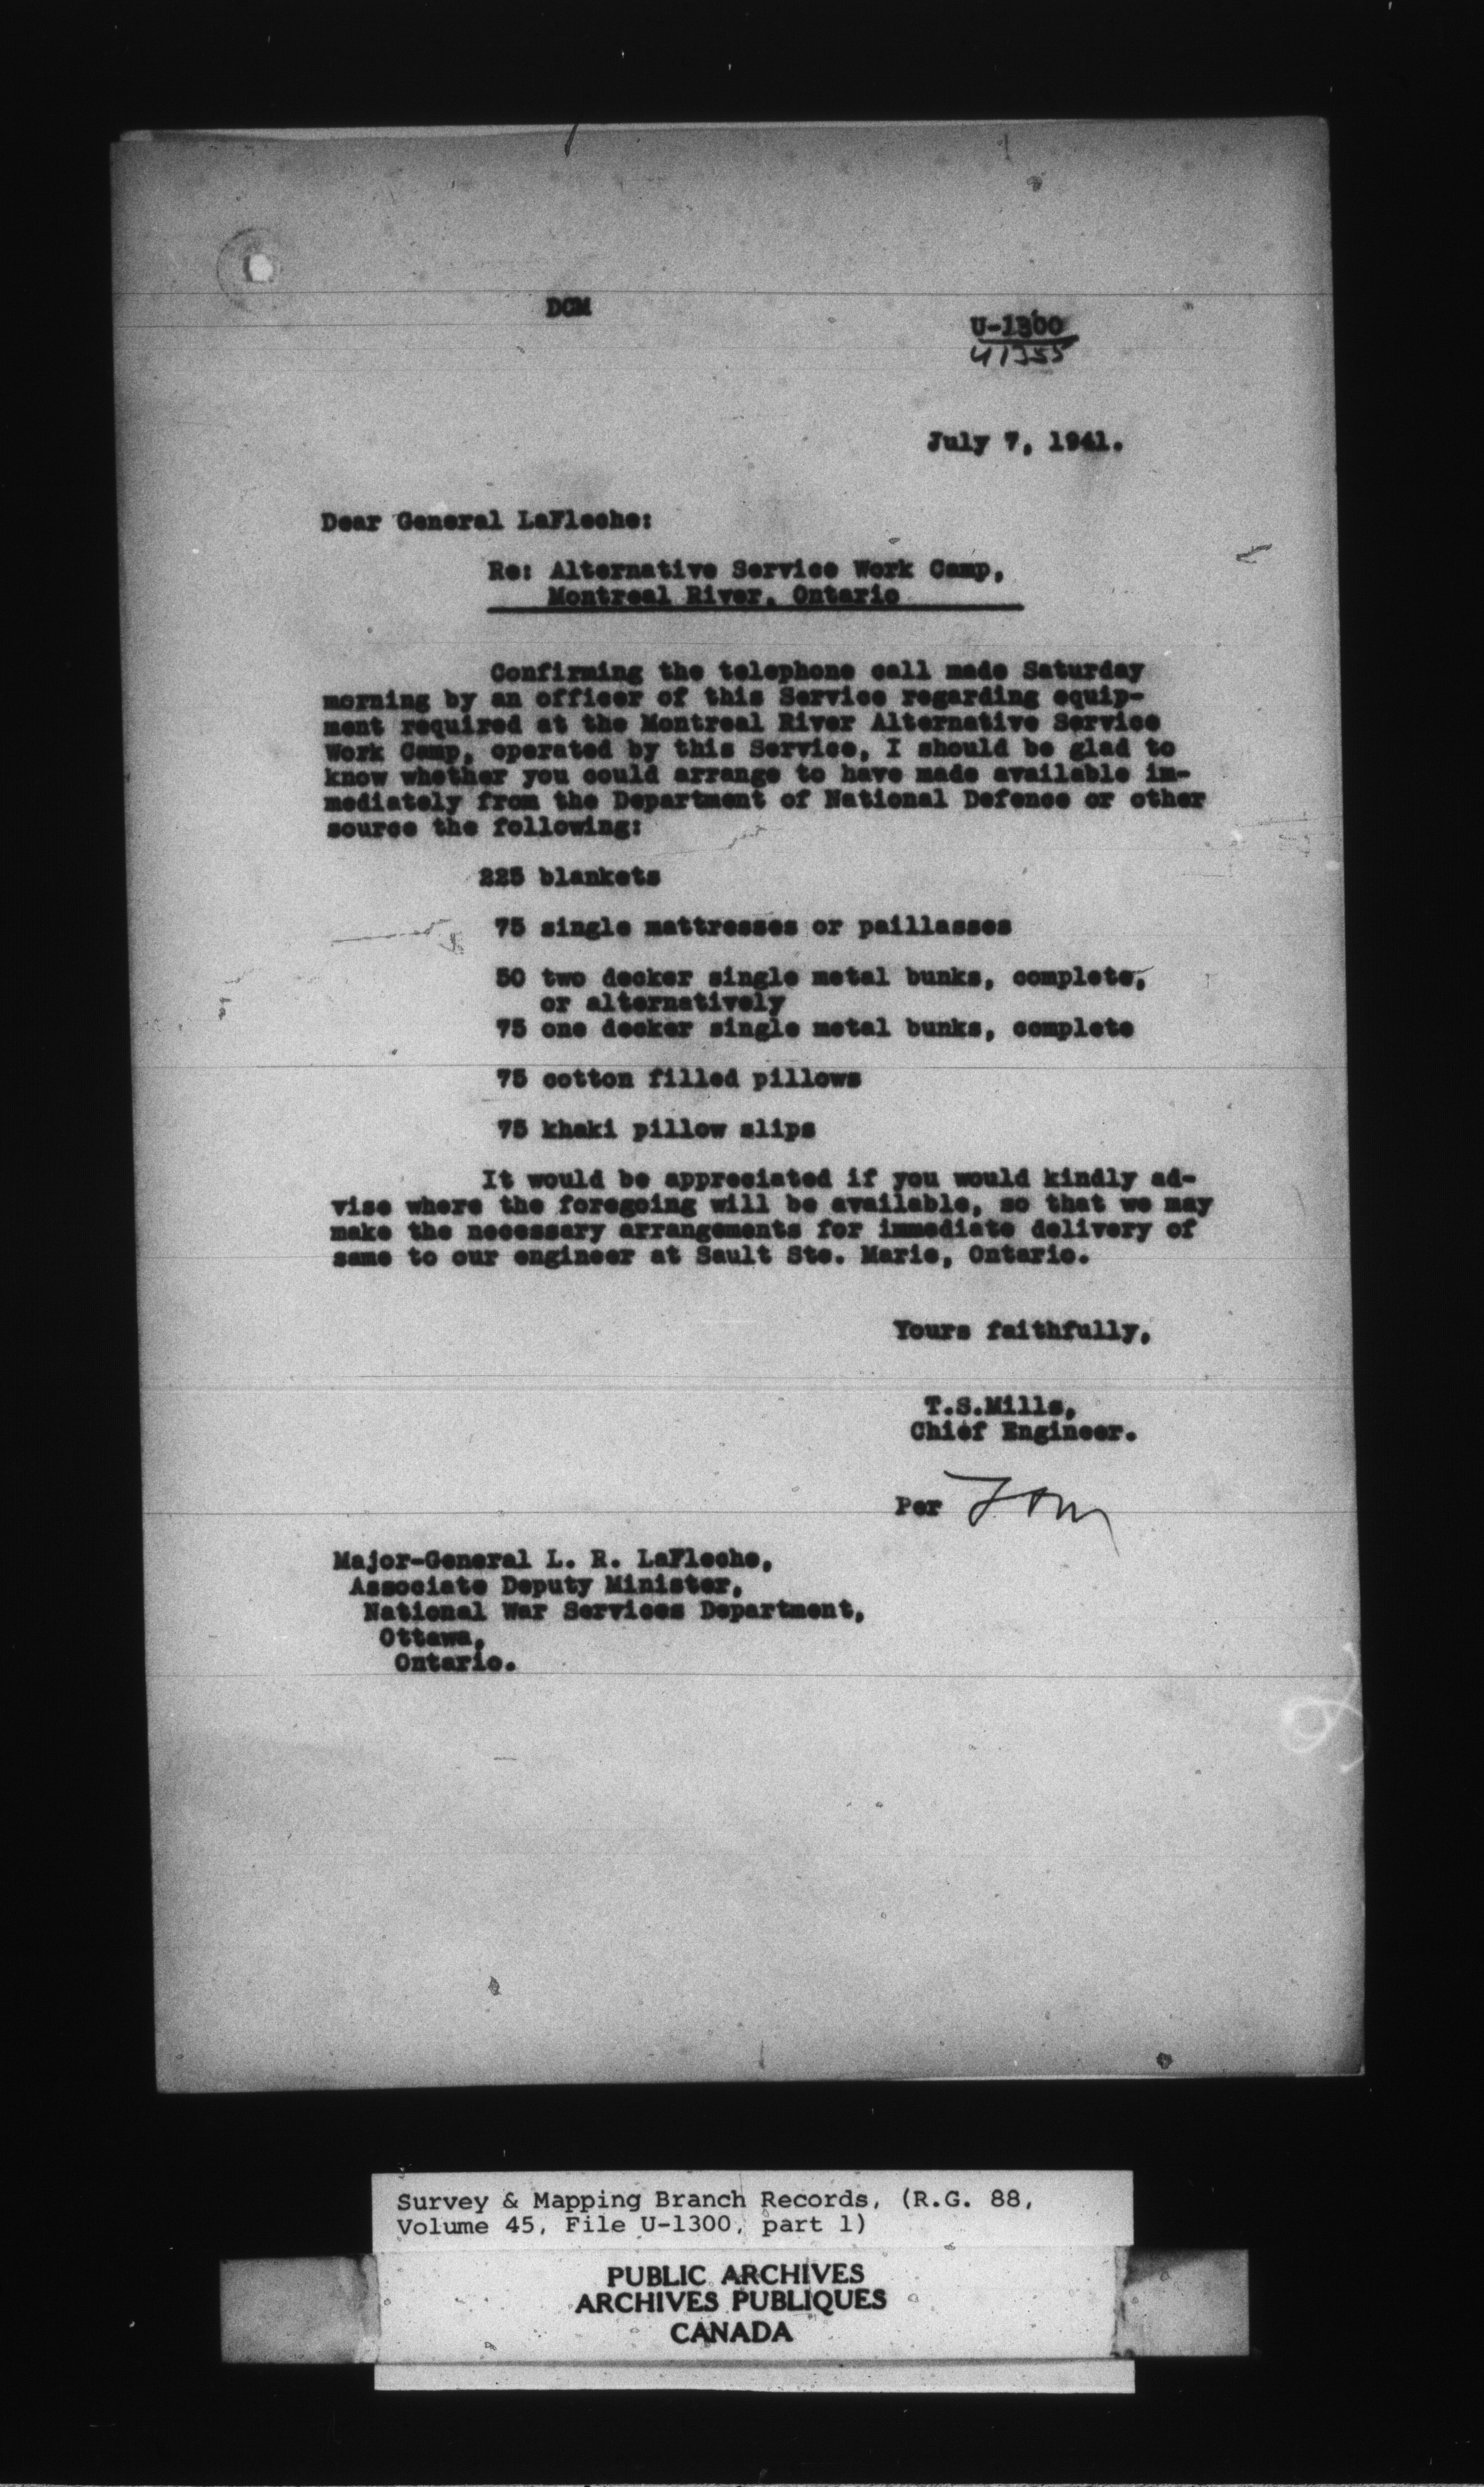 DCM
U-1300
41355
July 7, 1941.
Dear General LaFleche:
Re: Alternative Service Work Camp,
Montreal River, Ontario
Confirming the telephone call made Saturday
morning by an officer of this Service regarding equip-
ment required at the Montreal River Alternative Service
Work Camp, operated by this Service, I should be glad to
know whether you could arrange to have made available im-
mediately from the Department of National Defence or other
source the following:
225 blankets
75 single mattresses or paillasses
50 two decker single metal bunks, complete,
or alternatively
75 one decker single metal bunks, complete
75 cotton filled pillows
75 khaki pillow slips
It would be appreciated if you would kindly ad-
vise where the foregoing will be available, so that we may
make the necessary arrangements for immediate delivery of
same to our engineer at Sault Ste. Marie, Ontario.
Yours faithfully,
T.S.Mills,
Chief Engineer.
Per
Major-General L. R. LaFleche,
Associate Deputy Minister,
National War Services Department,
Ottawa,
Ontario.
Survey & Mapping Branch Records, (R.G. 88,
Volume 45, File U-1300, part 1)
PUBLIC ARCHIVES
ARCHIVES PUBLIQUES
CANADA